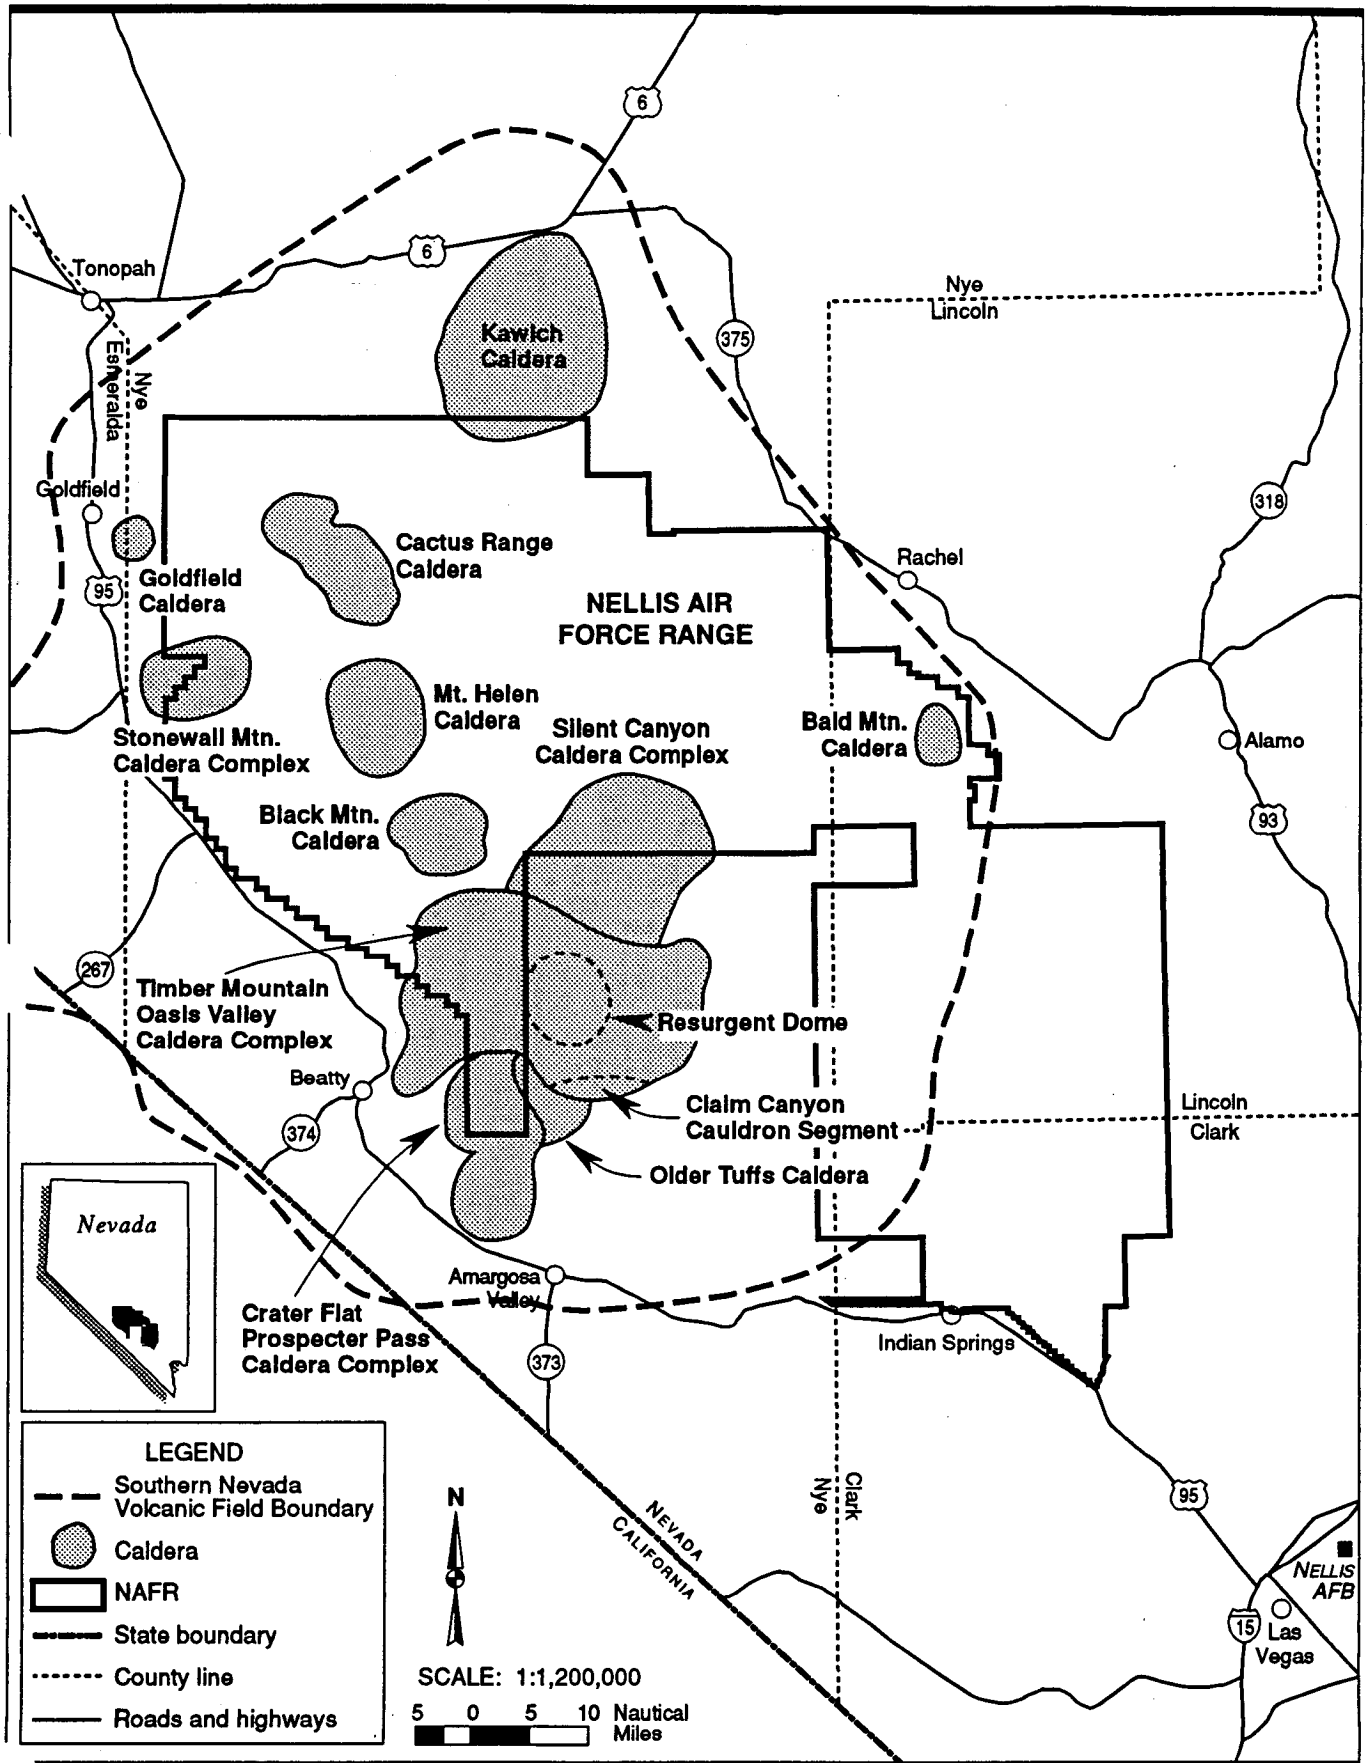 6
Tonopah
6
Nye
Lincoln
Kawich
Caldera
375
Esmeralda
Nye
Goldfield
318
Cactus Range
Caldera
Rachel
Goldfield
Caldera
95
NELLIS AIR
FORCE RANGE
Mt. Helen
Caldera
Silent Canyon
Caldera Complex
Bald Mtn.
Caldera
Stonewall Mtn.
Caldera Complex
Alamo
Black Mtn.
Caldera
93
267
Timber Mountain
Oasis Valley
Caldera Complex
Resurgent Dome
Beatty
Claim Canyon
Cauldron Segment
Lincoln
Clark
374
Older Tuffs Caldera
Nevada
Amargosa
Valley
Crater Flat
Prospecter Pass
Caldera Complex
Indian Springs
373
LEGEND
Southern Nevada
Volcanic Field Boundary
Caldera
NAFR
State boundary
County line
Roads and highways
N
NEVADA
CALIFORNIA
Clark
Nye
95
NELLIS
AFB
15
Las
Vegas
SCALE: 1:1,200,000
5 0 5 10 Nautical
Miles